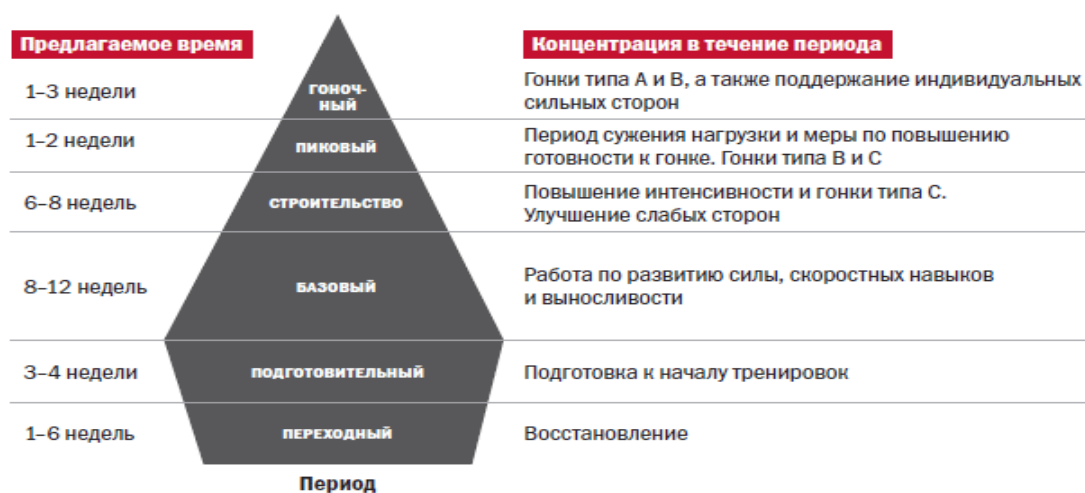 Предлагаемое время
Концентрация в течение периода
1–3 недели
ГОНОЧ-
НЫЙ
Гонки типа А и В, а также поддержание индивидуальных
сильных сторон
1–2 недели
ПИКОВЫЙ
Период сужения нагрузки и меры по повышению
готовности к гонке. Гонки типа В и С
6–8 недель
СТРОИТЕЛЬСТВО
Повышение интенсивности и гонки типа С.
Улучшение слабых сторон
8–12 недель
БАЗОВЫЙ
Работа по развитию силы, скоростных навыков
и выносливости
3–4 недели
ПОДГОТОВИТЕЛЬНЫЙ
Подготовка к началу тренировок
1–6 недель
ПЕРЕХОДНЫЙ
Восстановление
Период